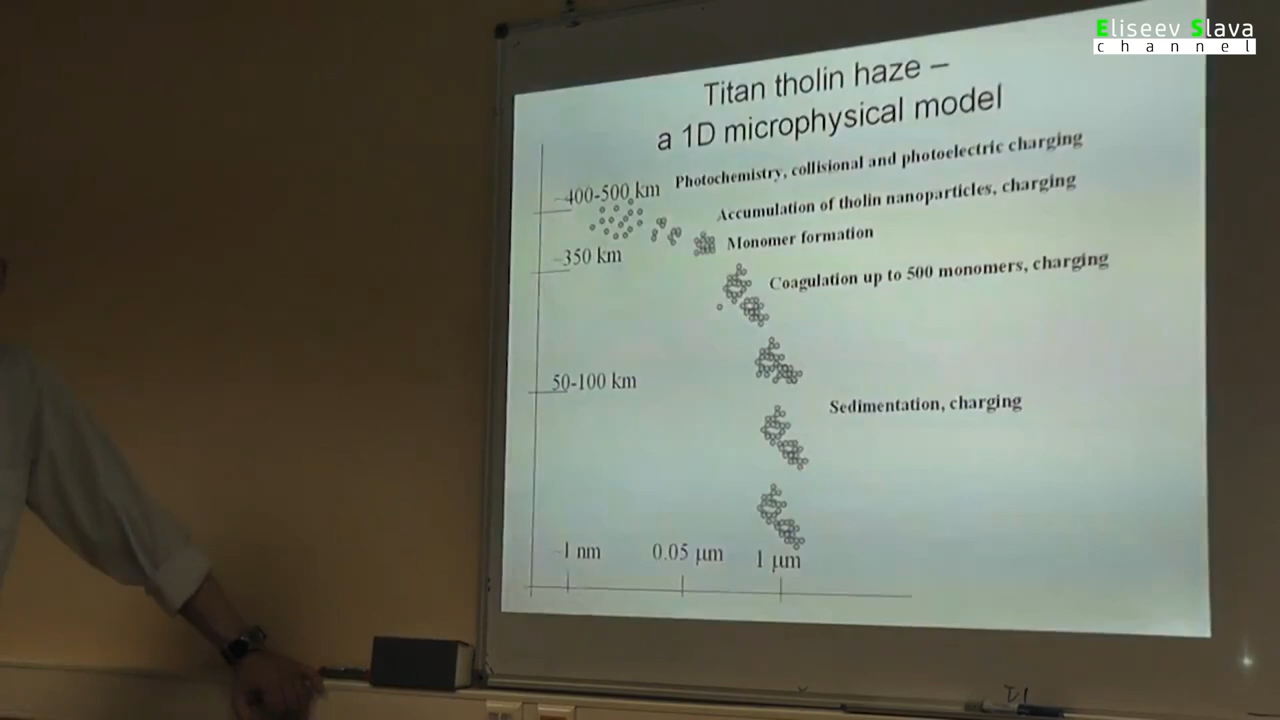 Eliseev Slava
channel
Titan tholin haze –
a 1D microphysical model
~400-500 km
Photochemistry, collisional and photoelectric charging
Accumulation of tholin nanoparticles, charging
Monomer formation
~350 km
Coagulation up to 500 monomers, charging
50-100 km
Sedimentation, charging
~1 nm
0.05 µm
1 µm